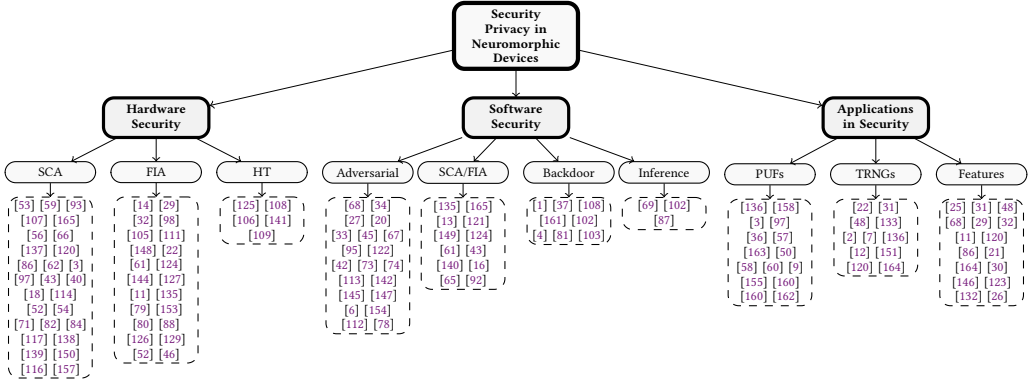 Security
Privacy in
Neuromorphic
Devices
Hardware
Security
Software
Security
Applications
in Security
SCA
FIA
HT
Adversarial
SCA/FIA
Backdoor
Inference
PUFs
TRNGs
Features
[53] [59] [93]
[107] [165]
[56] [66]
[137] [120]
[86] [62] [3]
[97] [43] [40]
[18] [114]
[52] [54]
[71] [82] [84]
[117] [138]
[139] [150]
[116] [157]
[14] [29]
[32] [98]
[105] [111]
[148] [22]
[61] [124]
[144] [127]
[11] [135]
[79] [153]
[80] [88]
[126] [129]
[52] [46]
[125] [108]
[106] [141]
[109]
[68] [34]
[27] [20]
[33] [45] [67]
[95] [122]
[42] [73] [74]
[113] [142]
[145] [147]
[6] [154]
[112] [78]
[135] [165]
[13] [121]
[149] [124]
[61] [43]
[140] [16]
[65] [92]
[1] [37] [108]
[161] [102]
[4] [81] [103]
[69] [102]
[87]
[136] [158]
[3] [97]
[36] [57]
[163] [50]
[58] [60] [9]
[155] [160]
[160] [162]
[22] [31]
[48] [133]
[2] [7] [136]
[12] [151]
[120] [164]
[25] [31] [48]
[68] [29] [32]
[11] [120]
[86] [21]
[164] [30]
[146] [123]
[132] [26]